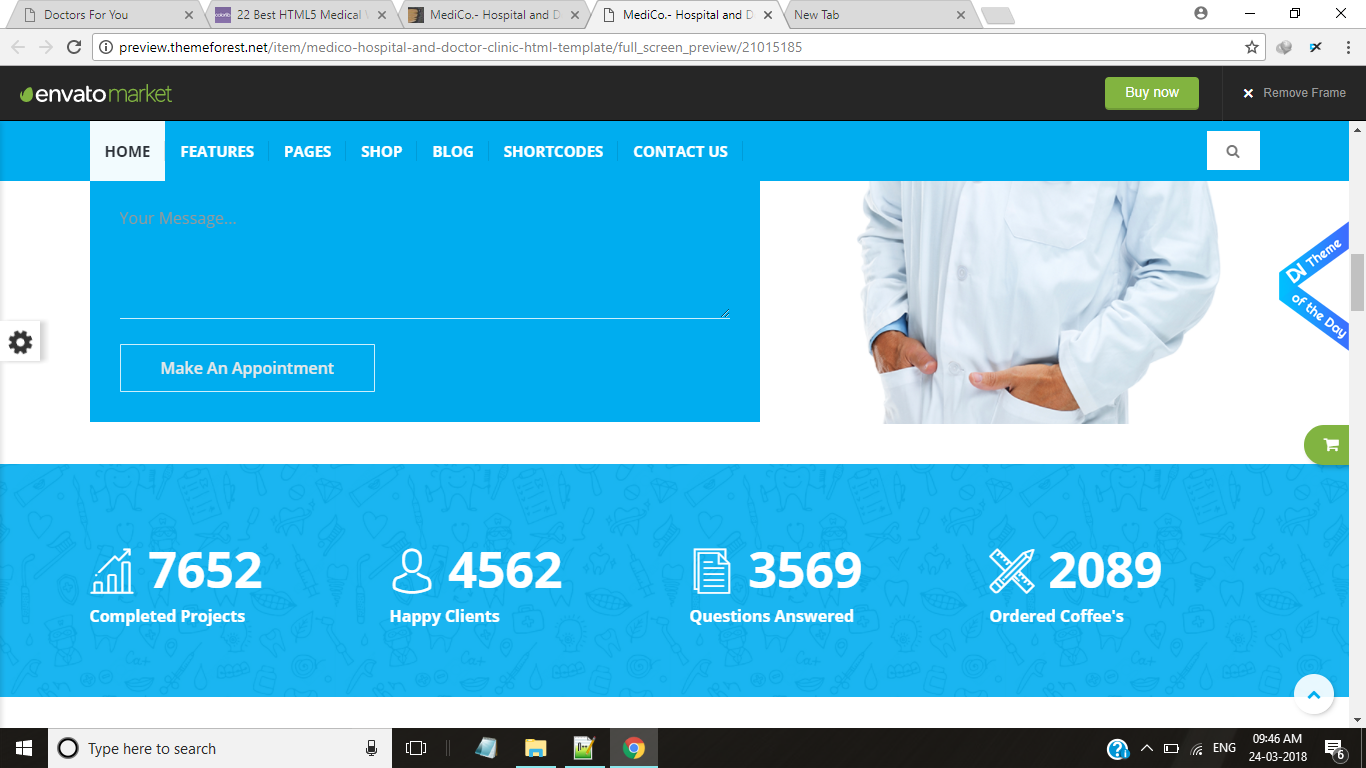 Doctors For You
22 Best HTML5 Medical
MediCo.- Hospital and D
MediCo.- Hospital and D
New Tab
preview.themeforest.net/item/medico-hospital-and-doctor-clinic-html-template/full_screen_preview/21015185
envato market
Buy now
Remove Frame
HOME
FEATURES
PAGES
SHOP
BLOG
SHORTCODES
CONTACT US
Your Message...
Make An Appointment
Theme
of the Day
7652
Completed Projects
4562
Happy Clients
3569
Questions Answered
2089
Ordered Coffee's
Type here to search
ENG
09:46 AM
24-03-2018
6